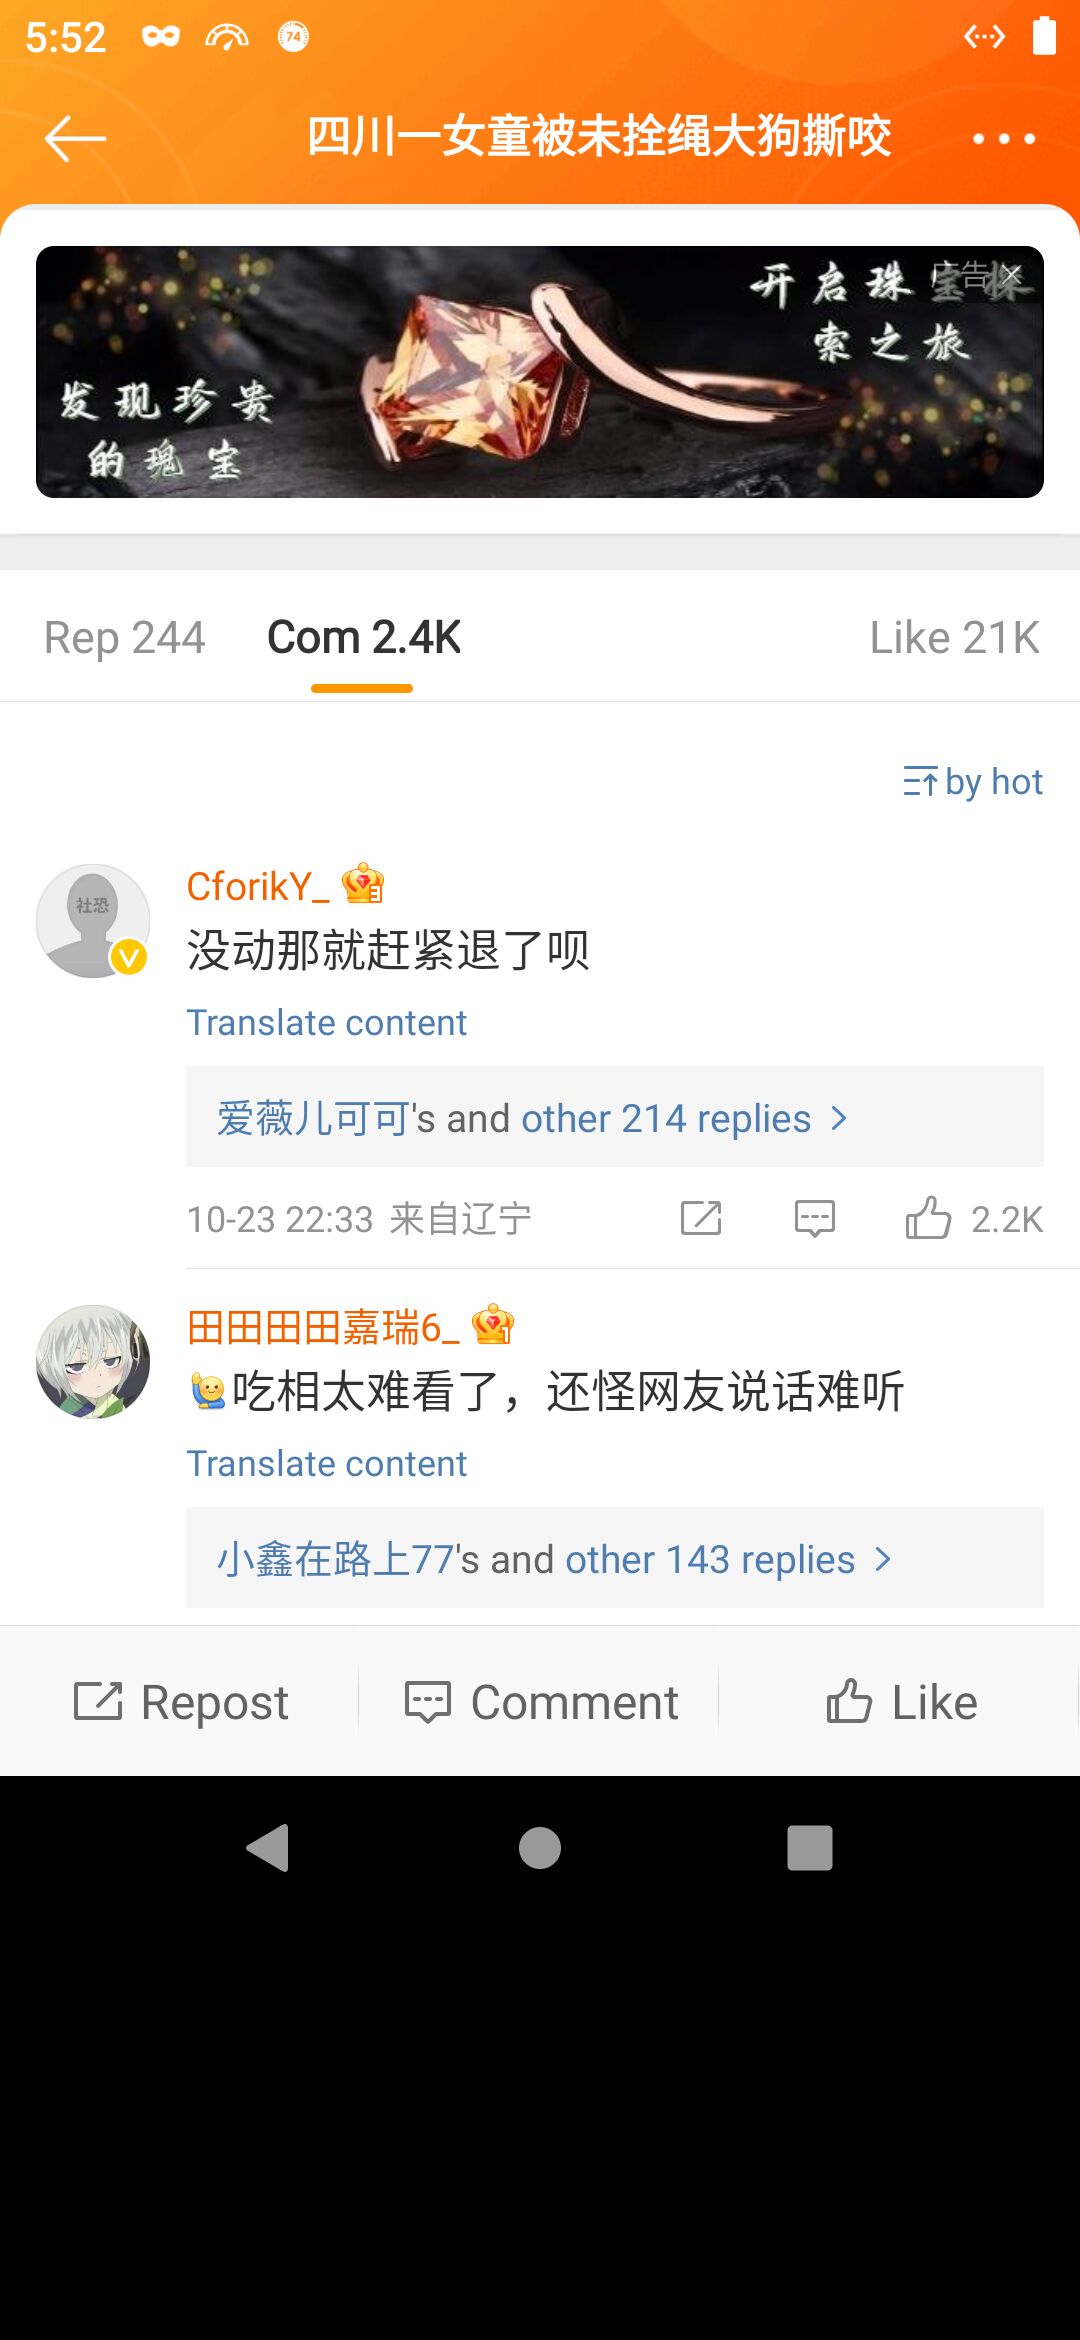 5:52
74
四川一女童被未拴绳大狗撕咬
开启珠宝探
索之旅
广告
发现珍贵
的瑰宝
Rep 244
Com 2.4K
Like 21K
by hot
社恐
CforikY_
3
没动那就赶紧退了呗
Translate content
爱薇儿可可's and other 214 replies
10-23 22:33 来自辽宁
2.2K
田田田田嘉瑞6_
1
吃相太难看了，还怪网友说话难听
Translate content
小鑫在路上77's and other 143 replies
Repost
Comment
Like